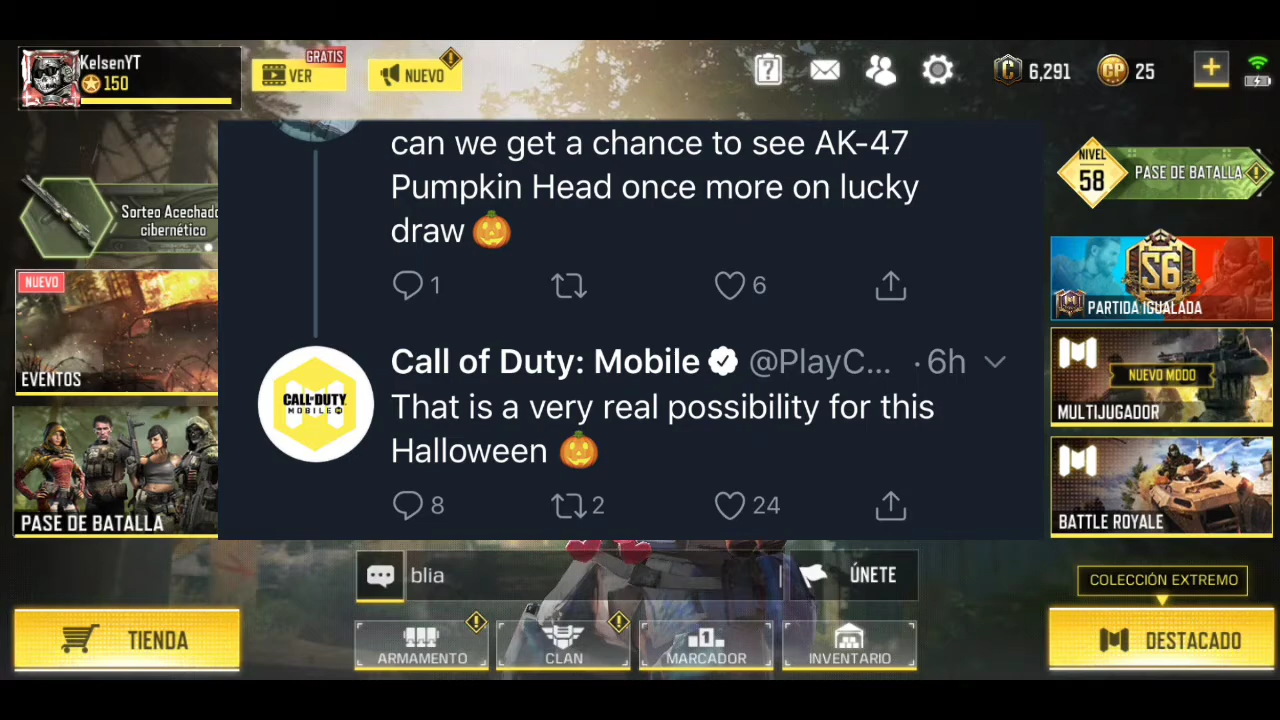 KelsenYT
150
GRATIS
VER
NUEVO
6,291
25
can we get a chance to see AK-47
Pumpkin Head once more on lucky
draw 🎃
1
6
Call of Duty: Mobile @PlayC... · 6h
That is a very real possibility for this
Halloween 🎃
8
2
24
CALL OF DUTY
MOBILE
Sorteo Acechado
cibernético
NUEVO
EVENTOS
PASE DE BATALLA
TIENDA
NIVEL
58
PASE DE BATALLA
S6
PARTIDA IGUALADA
NUEVO MODO
MULTIJUGADOR
BATTLE ROYALE
COLECCIÓN EXTREMO
DESTACADO
blia
ÚNETE
ARMAMENTO
CLAN
1
MARCADOR
INVENTARIO
C
CP